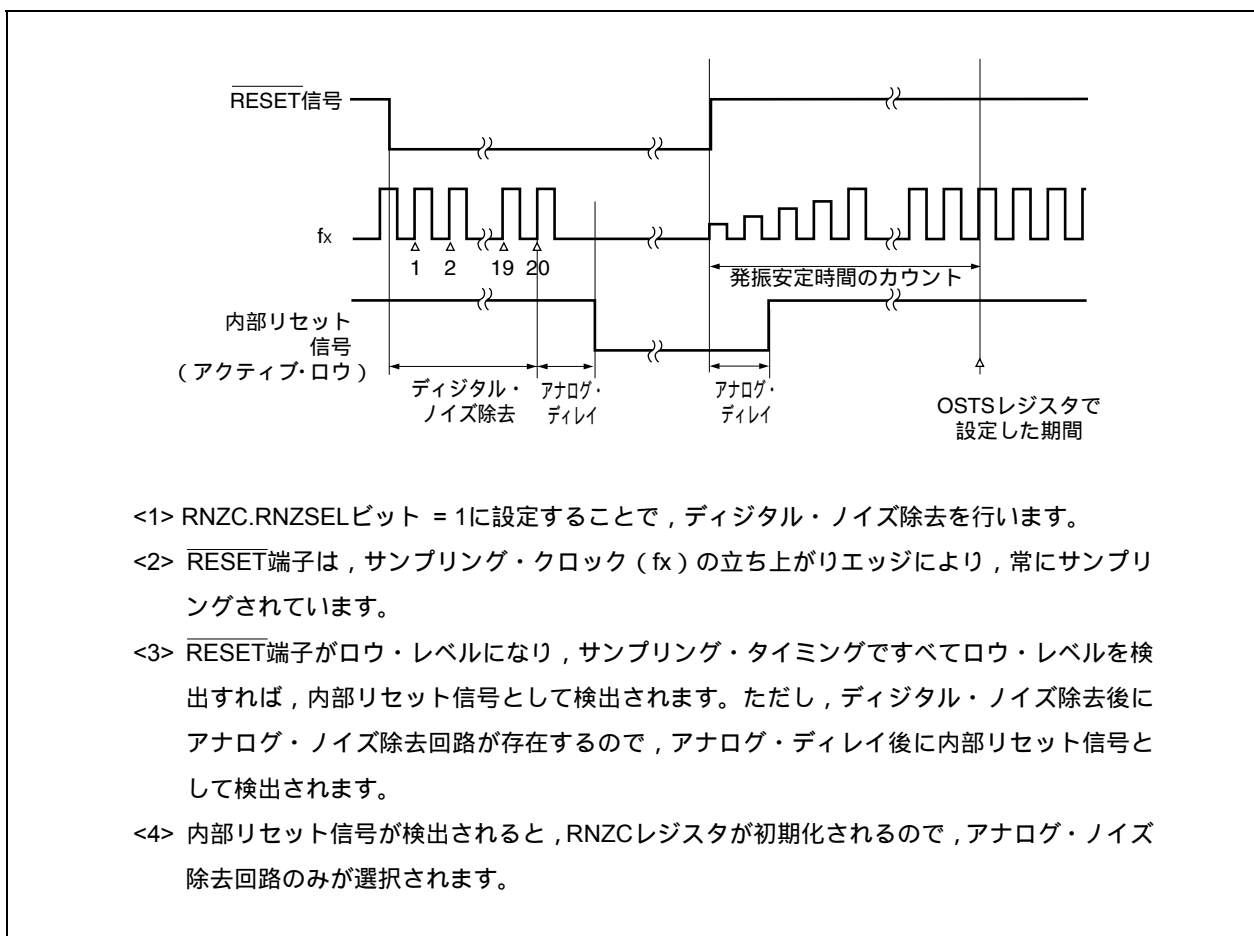 RESET信号
fx
1 2 19 20
発振安定時間のカウント
内部リセット
信号
(アクティブ・ロウ)
ディジタル・
ノイズ除去
アナログ・
ディレイ
アナログ・
ディレイ
OSTSレジスタで
設定した期間
<1> RNZC.RNZSELビット = 1に設定することで,ディジタル・ノイズ除去を行います。
<2> RESET端子は,サンプリング・クロック(fx)の立ち上がりエッジにより,常にサンプリ
ングされています。
<3> RESET端子がロウ・レベルになり,サンプリング・タイミングですべてロウ・レベルを検
出すれば,内部リセット信号として検出されます。ただし,ディジタル・ノイズ除去後に
アナログ・ノイズ除去回路が存在するので,アナログ・ディレイ後に内部リセット信号と
して検出されます。
<4> 内部リセット信号が検出されると,RNZCレジスタが初期化されるので,アナログ・ノイズ
除去回路のみが選択されます。